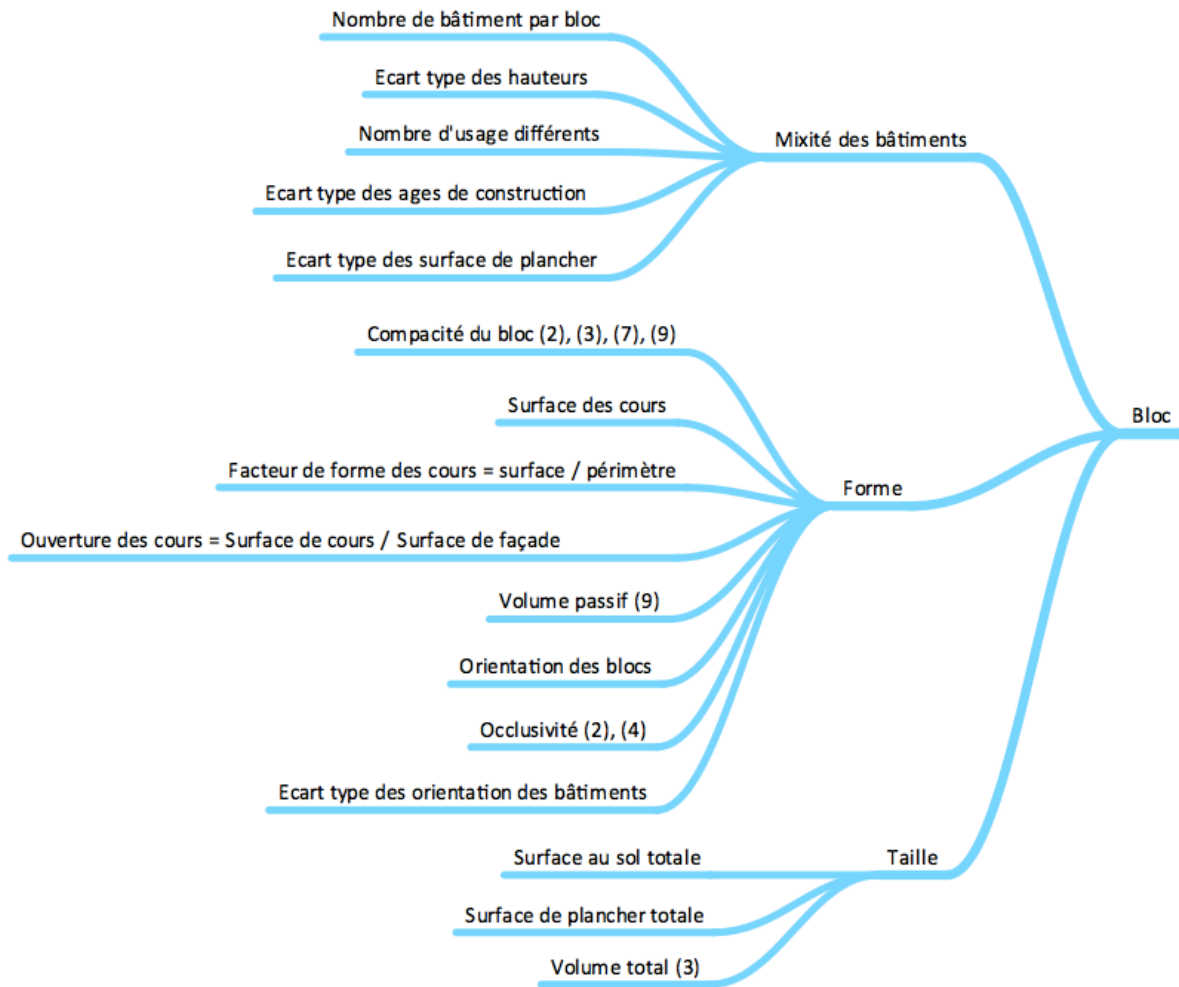 Nombre de bâtiment par bloc
Ecart type des hauteurs
Nombre d'usage différents
Mixité des bâtiments
Ecart type des ages de construction
Ecart type des surface de plancher
Compacité du bloc (2), (3), (7), (9)
Surface des cours
Bloc
Facteur de forme des cours = surface / périmètre
Forme
Ouverture des cours = Surface de cours / Surface de façade
Volume passif (9)
Orientation des blocs
Occlusivité (2), (4)
Ecart type des orientation des bâtiments
Surface au sol totale
Taille
Surface de plancher totale
Volume total (3)